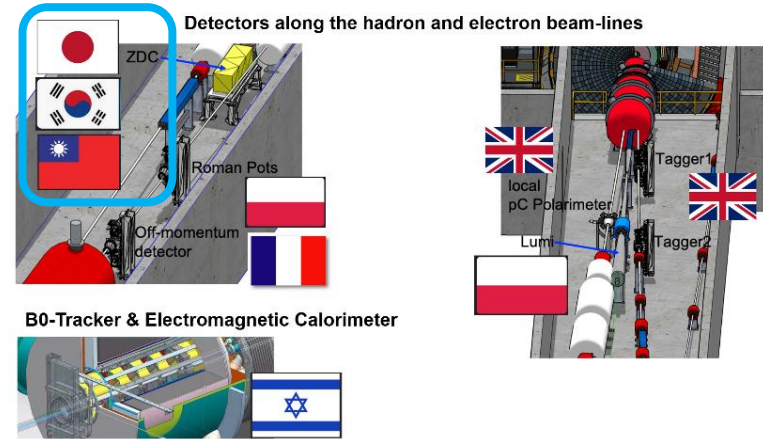 Detectors along the hadron and electron beam-lines
ZDC
Roman Pots
Off-momentum
detector
Tagger1
local
pC Polarimeter
Lumi
Tagger2
B0-Tracker & Electromagnetic Calorimeter